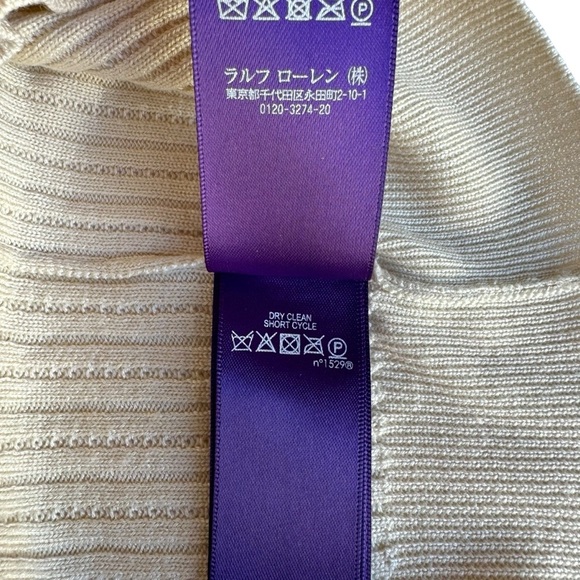 P
ラルフ ローレン (株)
東京都千代田区永田町2-10-1
0120-3274-20
DRY CLEAN
SHORT CYCLE
P
n°1529®